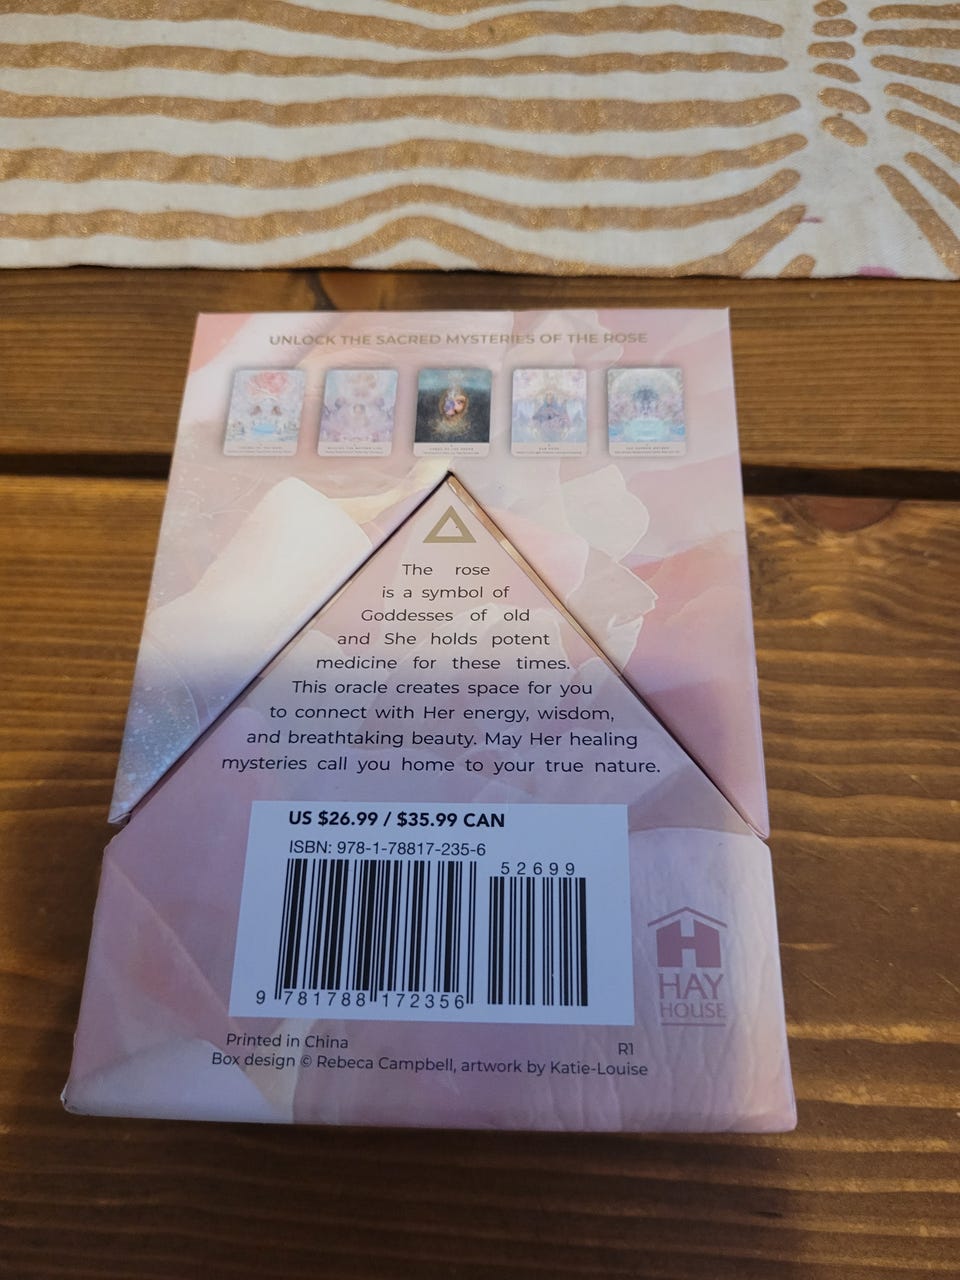 UNLOCK THE SACRED MYSTERIES OF THE ROSE
The rose
is a symbol of
Goddesses of old
and She holds potent
medicine for these times.
This oracle creates space for you
to connect with Her energy, wisdom,
and breathtaking beauty. May Her healing
mysteries call you home to your true nature.
US $26.99 / $35.99 CAN
ISBN: 978-1-78817-235-6
52699
9 781788 172356
HAY
HOUSE
Printed in China
R1
Box design © Rebeca Campbell, artwork by Katie-Louise